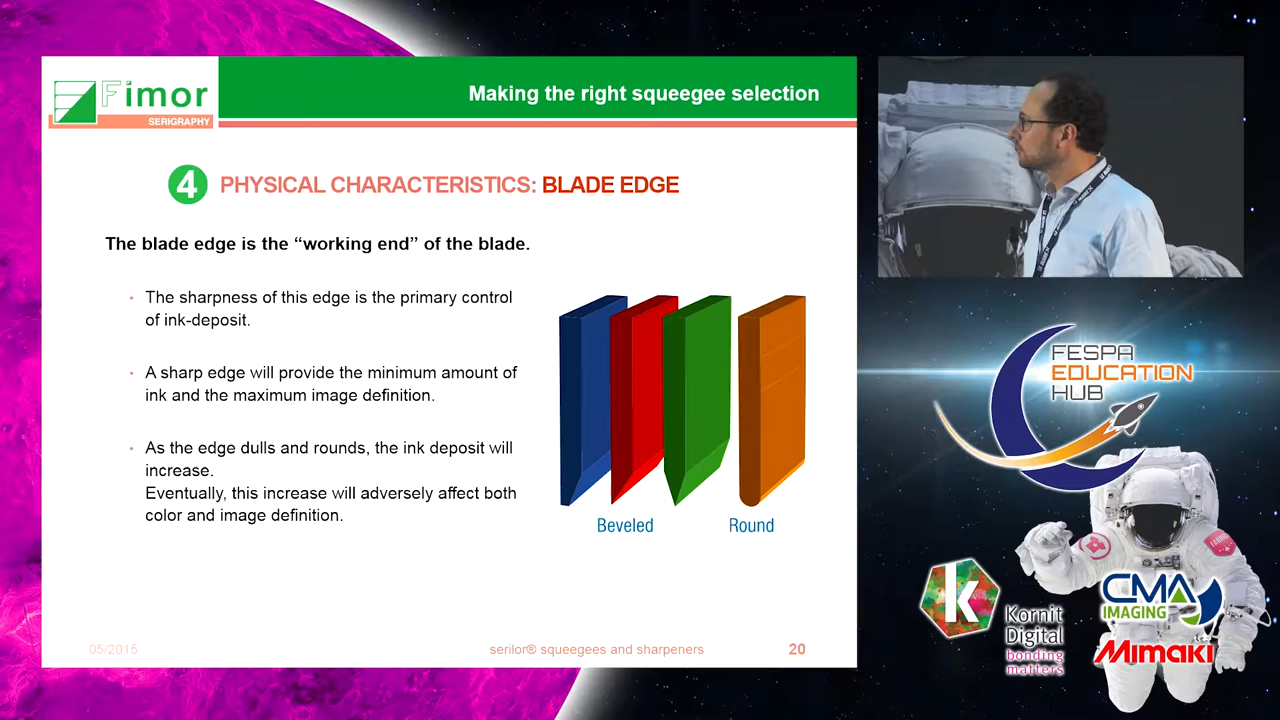 Fimor
SERIGRAPHY
Making the right squeegee selection
4 PHYSICAL CHARACTERISTICS: BLADE EDGE
The blade edge is the “working end” of the blade.
• The sharpness of this edge is the primary control
of ink-deposit.
• A sharp edge will provide the minimum amount of
ink and the maximum image definition.
• As the edge dulls and rounds, the ink deposit will
increase.
Eventually, this increase will adversely affect both
color and image definition.
Beveled
Round
05/2015
serilor® squeegees and sharpeners
20
FESPA
EDUCATION
HUB
k
Kornit
Digital
bonding
matters
CMA
IMAGING
Mimaki